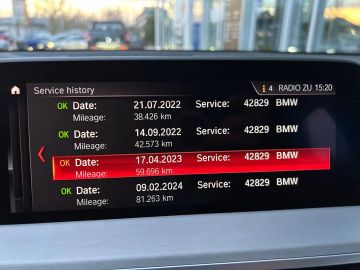 Service history 4 RADIO ZU 15:20
OK Date: 21.07.2022 Service: 42829 BMW
Mileage: 38.426 km
OK Date: 14.09.2022 Service: 42829 BMW
Mileage: 42.573 km
OK Date: 17.04.2023 Service: 42829 BMW
Mileage: 59.696 km
OK Date: 09.02.2024 Service: 42829 BMW
Mileage: 81.263 km